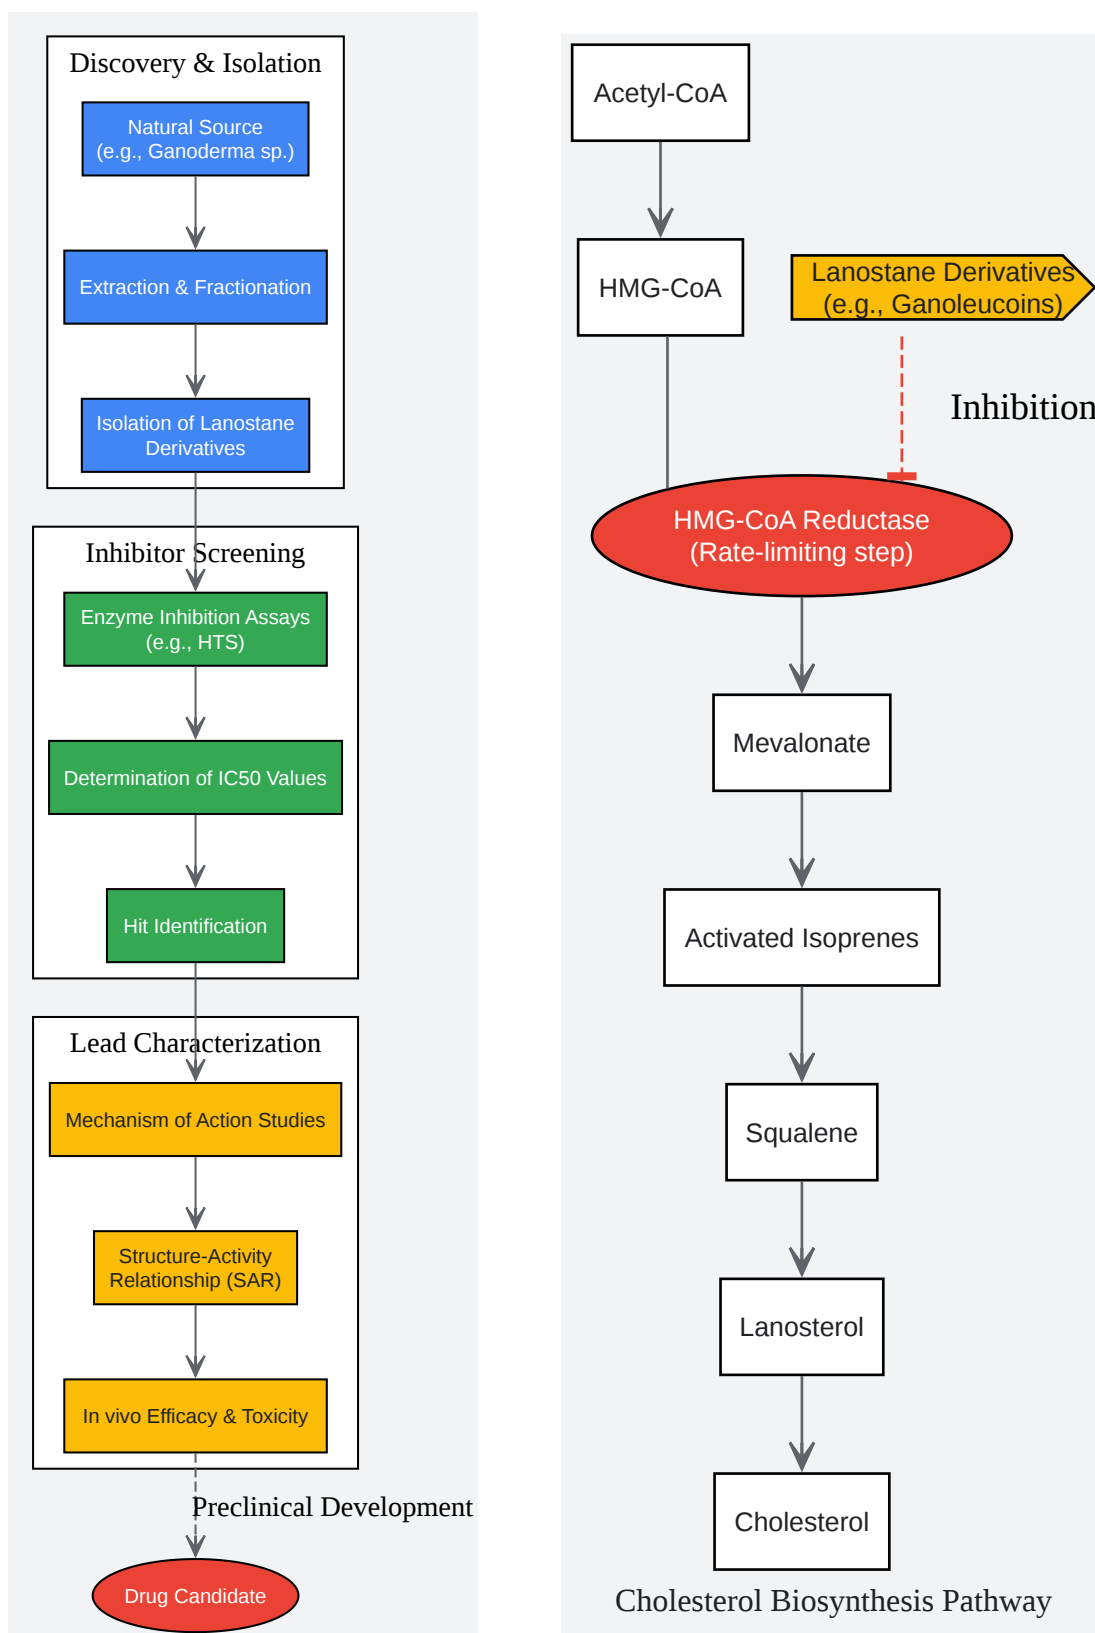 Discovery & Isolation
Natural Source
(e.g., Ganoderma sp.)
Extraction & Fractionation
Isolation of Lanostane
Derivatives
Inhibitor Screening
Enzyme Inhibition Assays
(e.g., HTS)
Determination of IC50 Values
Hit Identification
Lead Characterization
Mechanism of Action Studies
Structure-Activity
Relationship (SAR)
In vivo Efficacy & Toxicity
Preclinical Development
Drug Candidate
Acetyl-CoA
HMG-CoA
Lanostane Derivatives
(e.g., Ganoleucoins)
Inhibition
HMG-CoA Reductase
(Rate-limiting step)
Mevalonate
Activated Isoprenes
Squalene
Lanosterol
Cholesterol
Cholesterol Biosynthesis Pathway